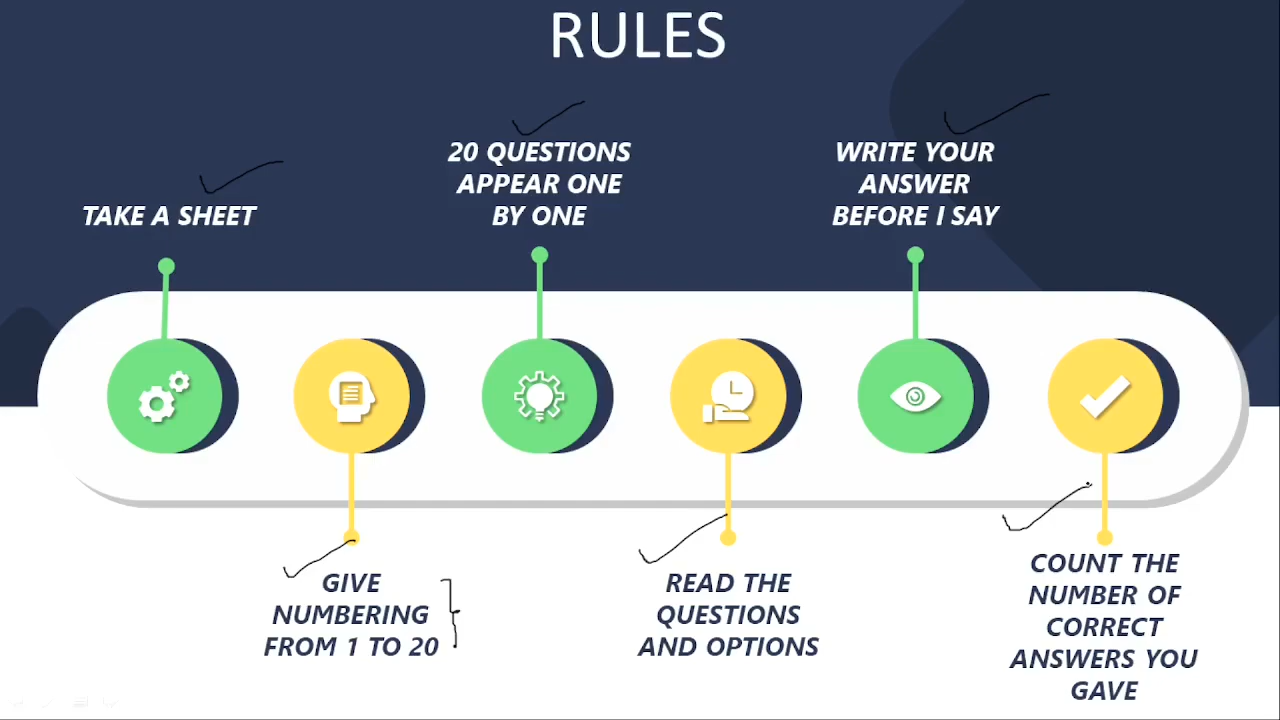 RULES
TAKE A SHEET
GIVE
NUMBERING
FROM 1 TO 20
20 QUESTIONS
APPEAR ONE
BY ONE
READ THE
QUESTIONS
AND OPTIONS
WRITE YOUR
ANSWER
BEFORE I SAY
COUNT THE
NUMBER OF
CORRECT
ANSWERS YOU
GAVE